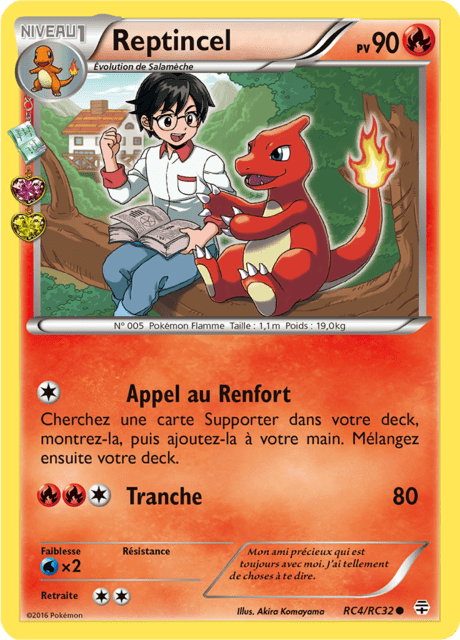 NIVEAU 1
Reptincel
PV 90
Évolution de Salamèche
N° 005 Pokémon Flamme Taille : 1,1m Poids : 19,0kg
Appel au Renfort
Cherchez une carte Supporter dans votre deck,
montrez-la, puis ajoutez-la à votre main. Mélangez
ensuite votre deck.
Tranche 80
Faiblesse Résistance
×2
Retraite
Mon ami précieux qui est
toujours avec moi. J'ai tellement
de choses à te dire.
©2016 Pokémon
Illus. Akira Komayama
RC4/RC32